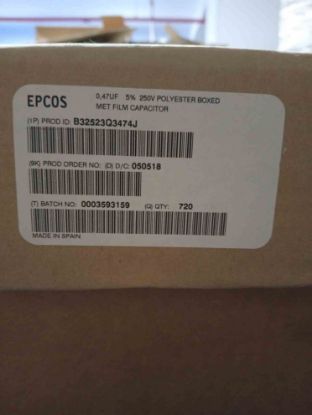 EPCOS
0,47UF 5% 250V POLYESTER BOXED
MET FILM CAPACITOR
(1P) PROD ID: B32523Q3474J
(9K) PROD ORDER NO: (D) D/C: 050518
(T) BATCH NO: 0003593159 (Q) QTY: 720
MADE IN SPAIN